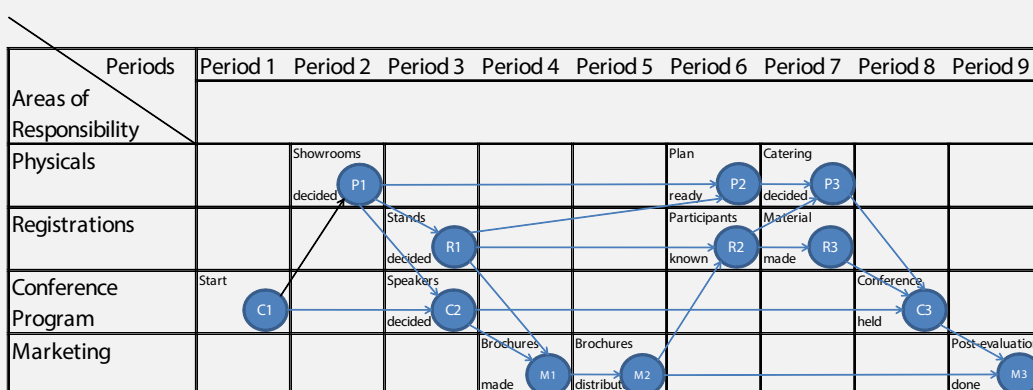 Periods
Period 1 Period 2 Period 3 Period 4 Period 5 Period 6 Period 7 Period 8 Period 9
Areas of
Responsibility
Physicals
Showrooms
decided
P1
Plan
ready
P2
Catering
decided
P3
Registrations
Stands
decided
R1
Participants
known
R2
Material
made
R3
Conference
Program
Start
C1
Speakers
decided
C2
Conference
held
C3
Marketing
Brochures
made
M1
Brochures
distribut
M2
Post-evaluation
done
M3